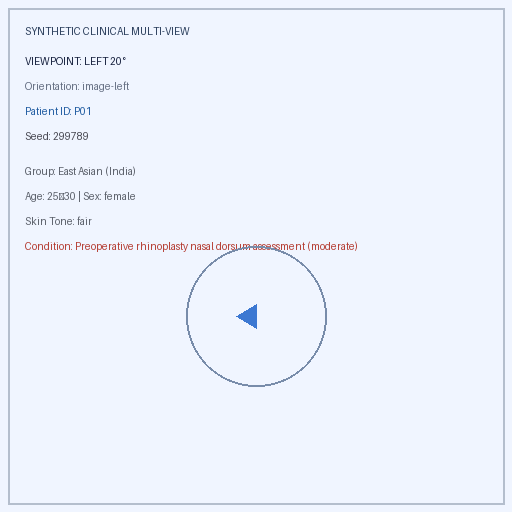 SYNTHETIC CLINICAL MULTI-VIEW
VIEWPOINT: LEFT 20°
Orientation: image-left
Patient ID: P01
Seed: 299789
Group: East Asian (India)
Age: 25□30 | Sex: female
Skin Tone: fair
Condition: Preoperative rhinoplasty nasal dorsum assessment (moderate)